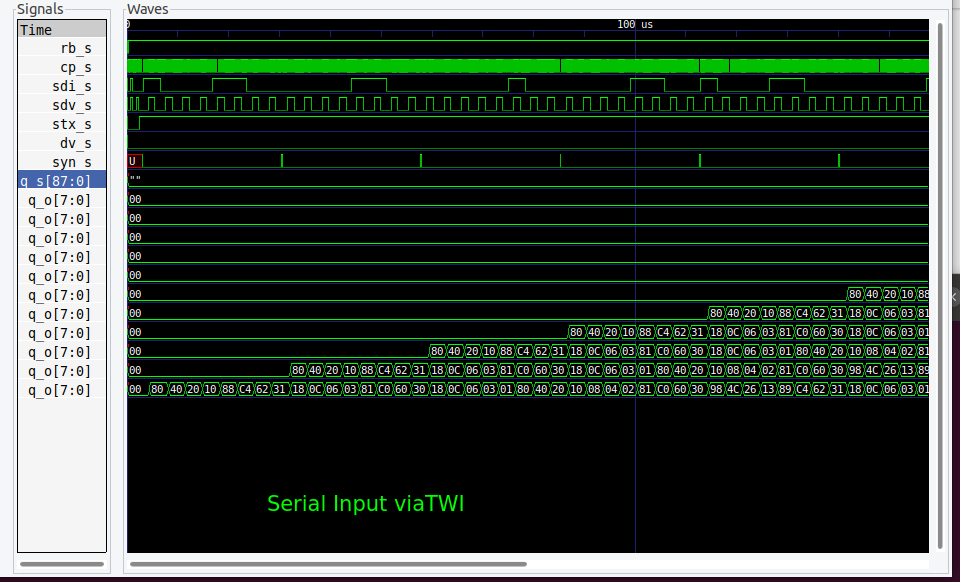 Signals
Waves
Time
0
100 us
rb_s
cp_s
sdi_s
sdv_s
stx_s
dv_s
syn_s
U
q_s[87:0]
""
q_o[7:0]
00
q_o[7:0]
00
q_o[7:0]
00
q_o[7:0]
00
q_o[7:0]
00
q_o[7:0]
00 80 40 20 10 88
q_o[7:0]
00 80 40 20 10 88 C4 62 31 18 0C 06 03 81
q_o[7:0]
00 80 40 20 10 88 C4 62 31 18 0C 06 03 81 C0 60 30 18 0C 06 03 01
q_o[7:0]
00 80 40 20 10 88 C4 62 31 18 0C 06 03 81 C0 60 30 18 0C 06 03 01 80 40 20 10 08 04 02 81
q_o[7:0]
00 80 40 20 10 88 C4 62 31 18 0C 06 03 81 C0 60 30 18 0C 06 03 01 80 40 20 10 08 04 02 81 C0 60 30 98 4C 26 13 89
q_o[7:0]
00 80 40 20 10 88 C4 62 31 18 0C 06 03 81 C0 60 30 18 0C 06 03 01 80 40 20 10 08 04 02 81 C0 60 30 98 4C 26 13 89 C4 62 31 18 0C 06 03 01
Serial Input viaTWI